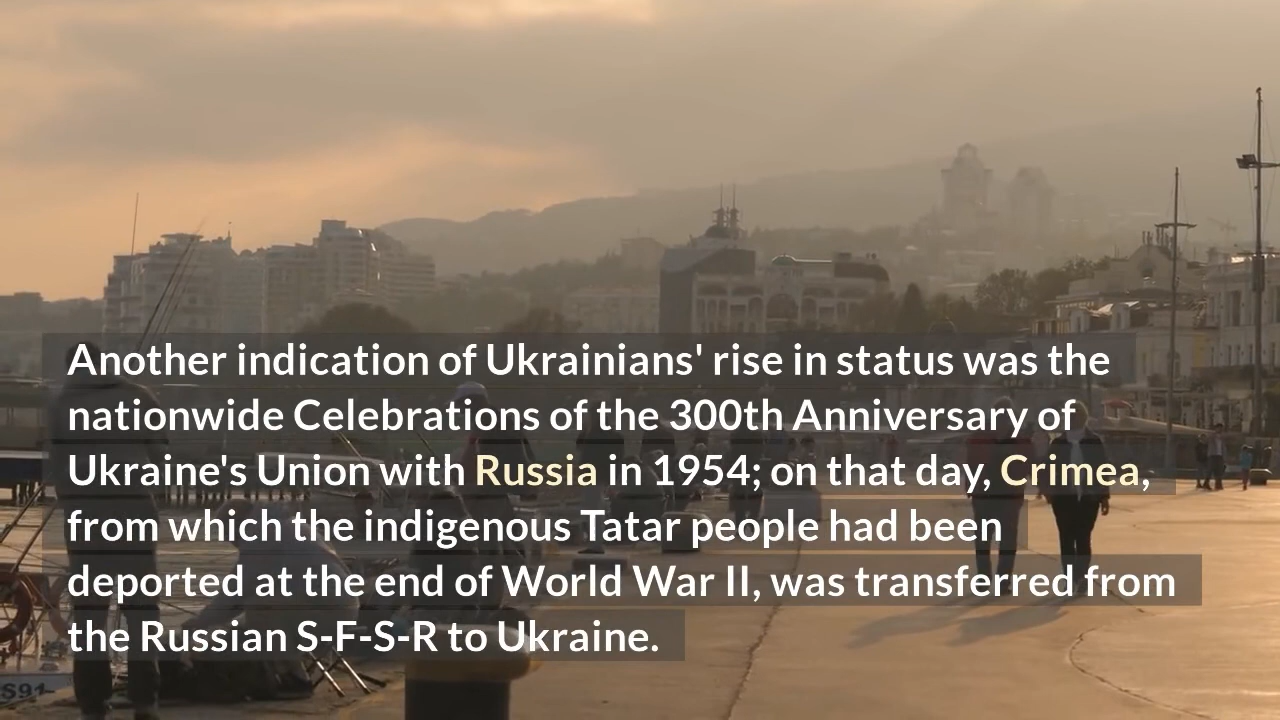 Another indication of Ukrainians' rise in status was the
nationwide Celebrations of the 300th Anniversary of
Ukraine's Union with Russia in 1954; on that day, Crimea,
from which the indigenous Tatar people had been
deported at the end of World War II, was transferred from
the Russian S-F-S-R to Ukraine.
S91-